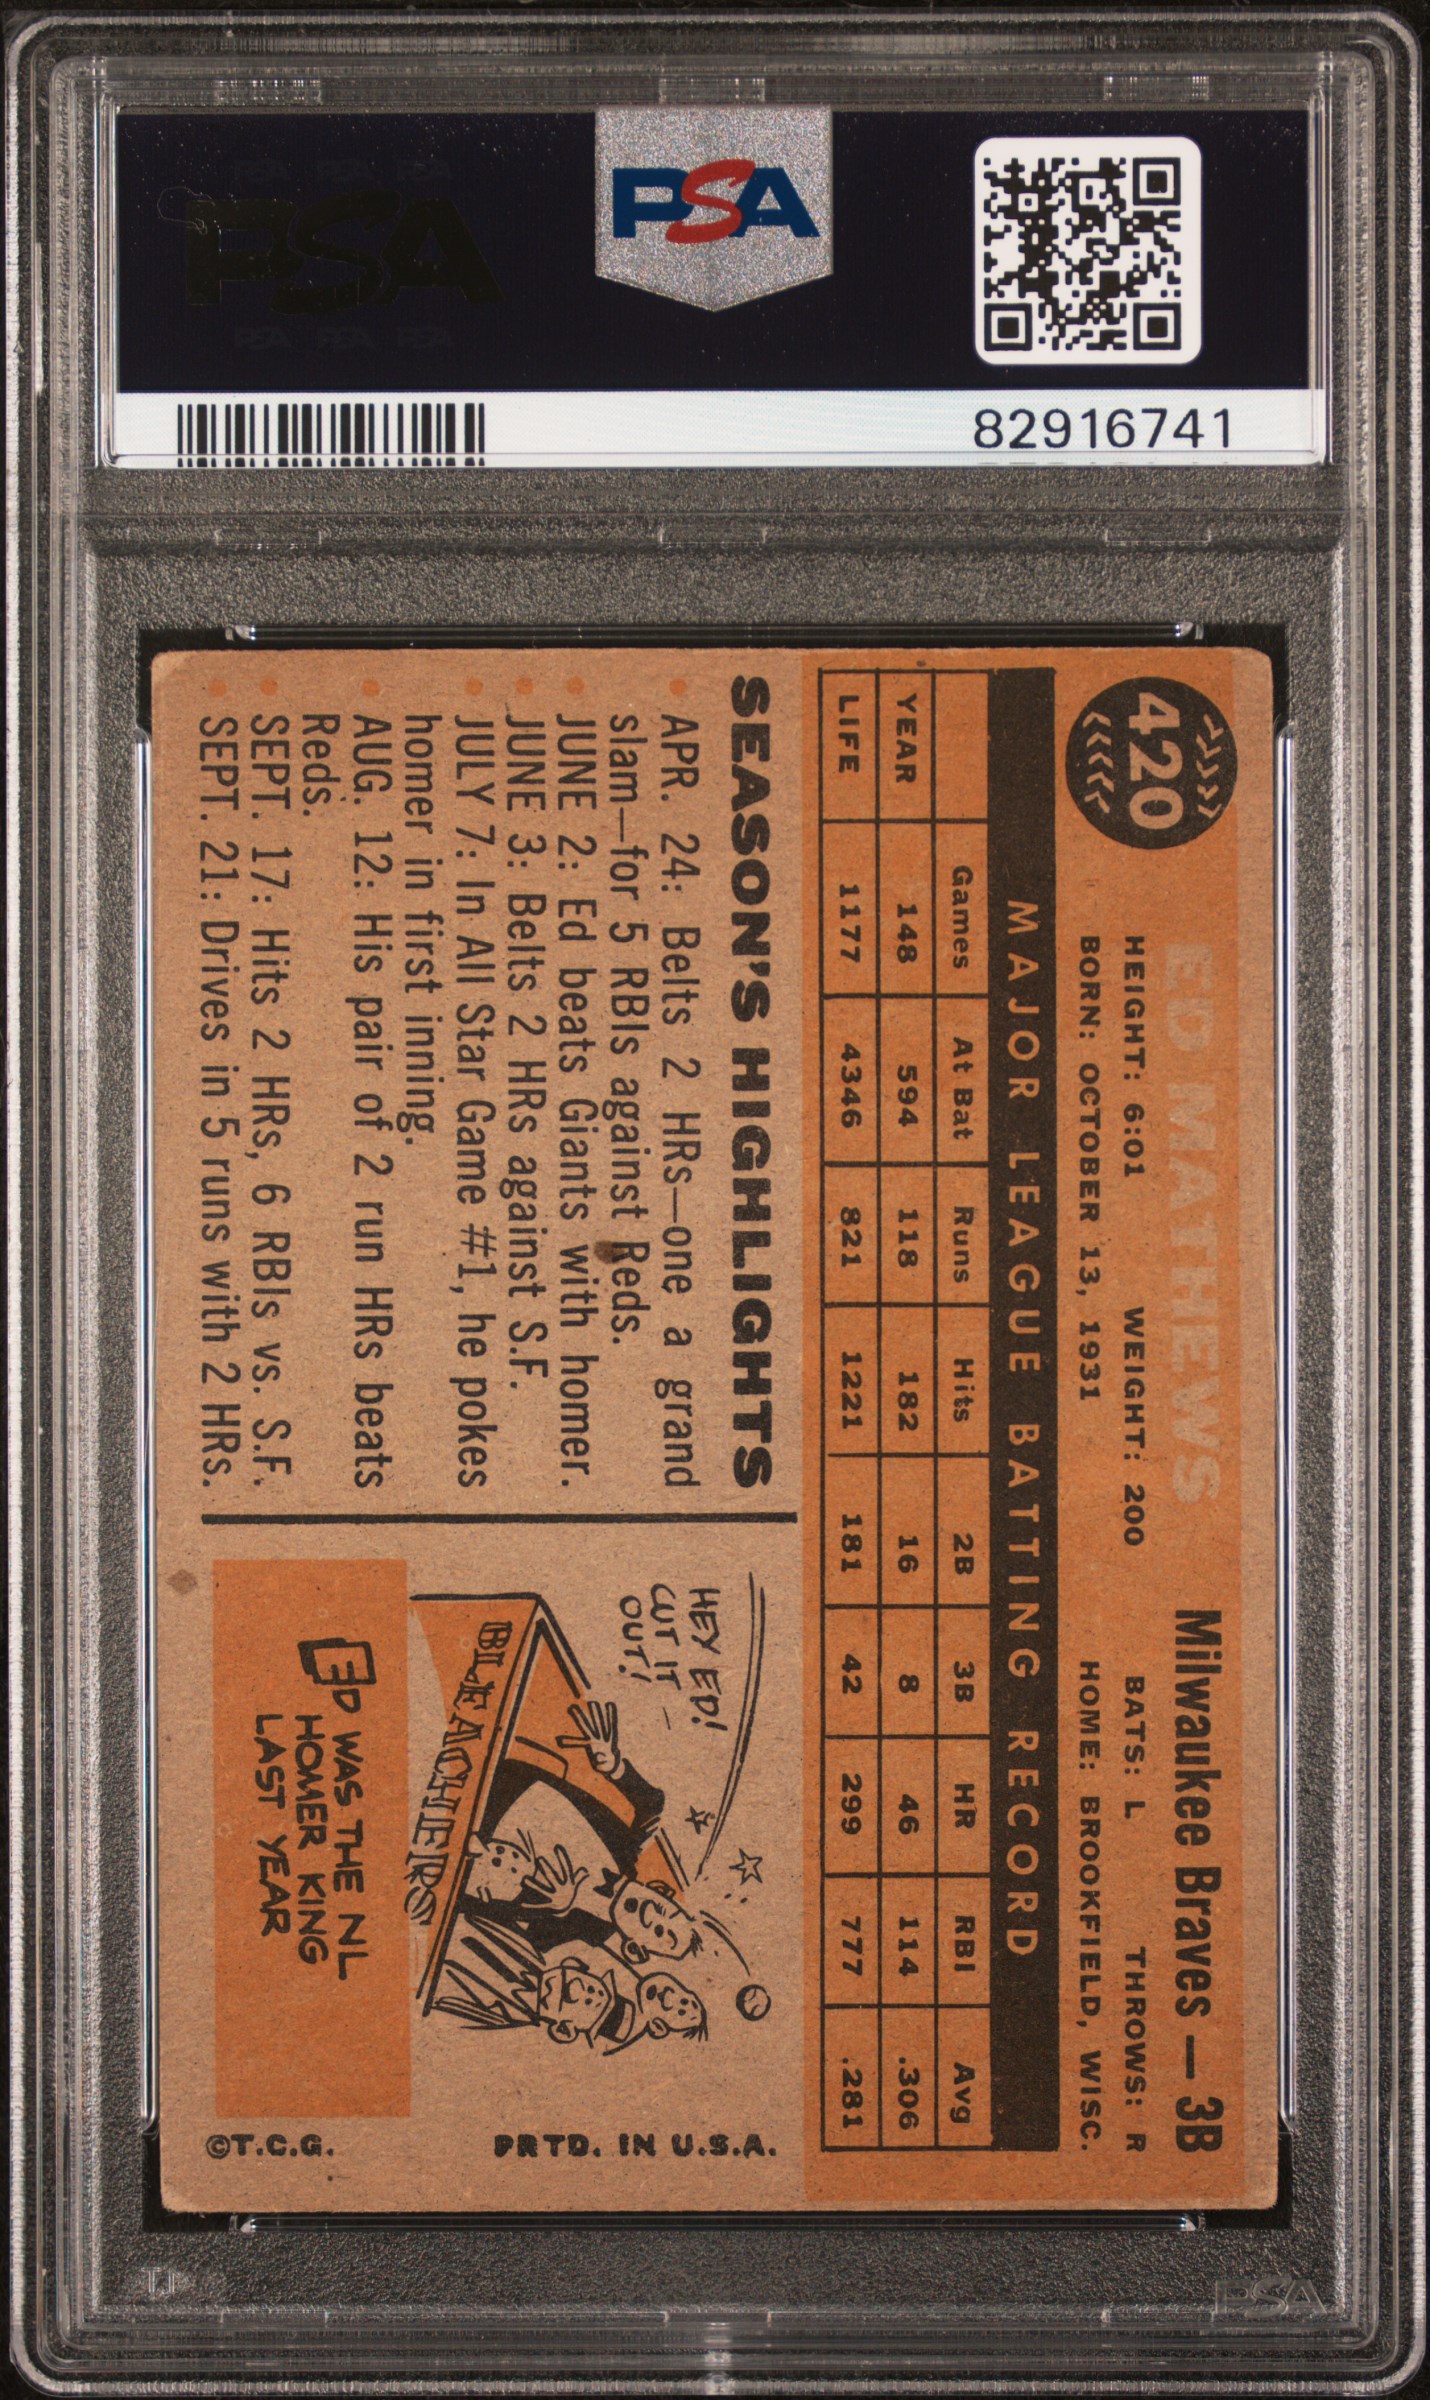 PSA
PSA
82916741
420
ED MATHEWS
Milwaukee Braves — 3B
HEIGHT: 6:01 WEIGHT: 200 BATS: L THROWS: R
BORN: OCTOBER 13, 1931 HOME: BROOKFIELD, WISC.
MAJOR LEAGUE BATTING RECORD
Games At Bat Runs Hits 2B 3B HR RBI Avg
YEAR 148 594 118 182 16 8 46 114 .306
LIFE 1177 4346 821 1221 181 42 299 777 .281
SEASON'S HIGHLIGHTS
APR. 24: Belts 2 HRs—one a grand
slam—for 5 RBIs against Reds.
JUNE 2: Ed beats Giants with homer.
JUNE 3: Belts 2 HRs against S.F.
JULY 7: In All Star Game #1, he pokes
homer in first inning.
AUG. 12: His pair of 2 run HRs beats
Reds.
SEPT. 17: Hits 2 HRs, 6 RBIs vs. S.F.
SEPT. 21: Drives in 5 runs with 2 HRs.
HEY ED!
CUT IT –
OUT!
BLEACHERS
ED WAS THE NL
HOMER KING
LAST YEAR
©T.C.G.
PRTD. IN U.S.A.
PSA